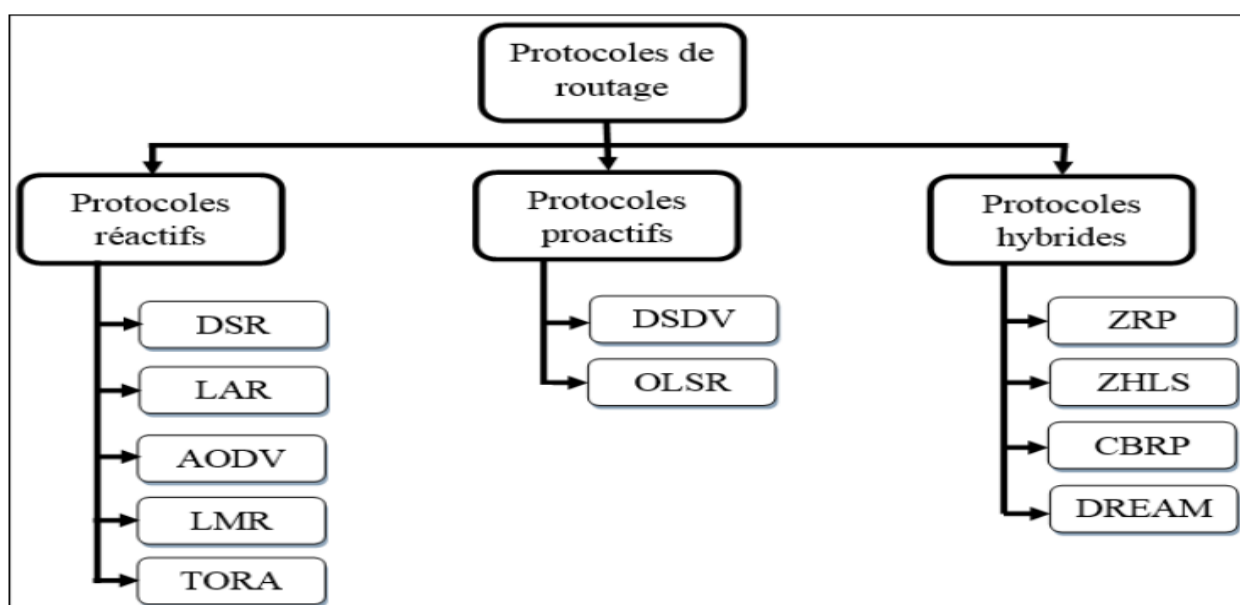 Protocoles de
routage
Protocoles
réactifs
DSR
LAR
AODV
LMR
TORA
Protocoles
proactifs
DSDV
OLSR
Protocoles
hybrides
ZRP
ZHLS
CBRP
DREAM